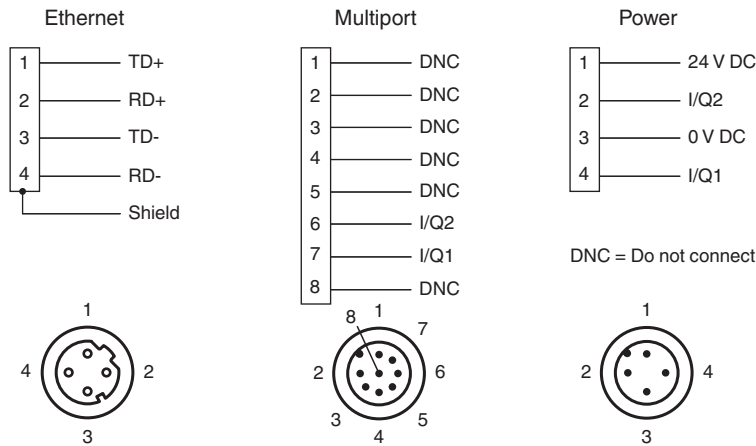 Ethernet
1 TD+
2 RD+
3 TD-
4 RD-
Shield
Multiport
1 DNC
2 DNC
3 DNC
4 DNC
5 DNC
6 I/Q2
7 I/Q1
8 DNC
Power
1 24 V DC
2 I/Q2
3 0 V DC
4 I/Q1
DNC = Do not connect
1
4 2
3
8 1 7
2 6
3 4 5
1
2 4
3